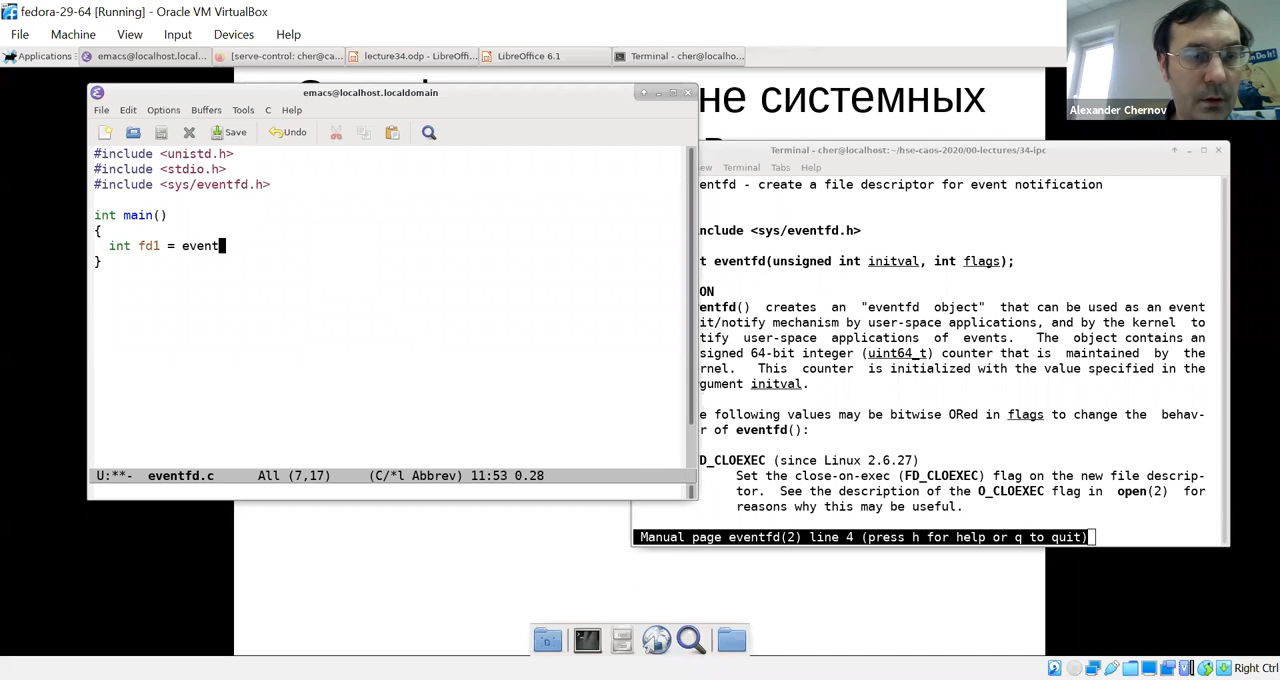 fedora-29-64 [Running] - Oracle VM VirtualBox
File Machine View Input Devices Help
Applications emacs@localhost.local... [serve-control: cher@ca... lecture34.odp - LibreOffi... LibreOffice 6.1 Terminal - cher@localho...
Alexander Chernov
не системных
emacs@localhost.localdomain
File Edit Options Buffers Tools C Help
Save Undo
#include <unistd.h>
#include <stdio.h>
#include <sys/eventfd.h>
int main()
{
int fd1 = event
}
U:**- eventfd.c All (7,17) (C/*l Abbrev) 11:53 0.28
Terminal - cher@localhost:~/hse-caos-2020/00-lectures/34-ipc
ew Terminal Tabs Help
entfd - create a file descriptor for event notification
nclude <sys/eventfd.h>
t eventfd(unsigned int initval, int flags);
ON
entfd() creates an "eventfd object" that can be used as an event
it/notify mechanism by user-space applications, and by the kernel to
tify user-space applications of events. The object contains an
signed 64-bit integer (uint64_t) counter that is maintained by the
rnel. This counter is initialized with the value specified in the
gument initval.
e following values may be bitwise ORed in flags to change the behav-
r of eventfd():
D_CLOEXEC (since Linux 2.6.27)
Set the close-on-exec (FD_CLOEXEC) flag on the new file descrip-
tor. See the description of the O_CLOEXEC flag in open(2) for
reasons why this may be useful.
Manual page eventfd(2) line 4 (press h for help or q to quit)
Right Ctrl